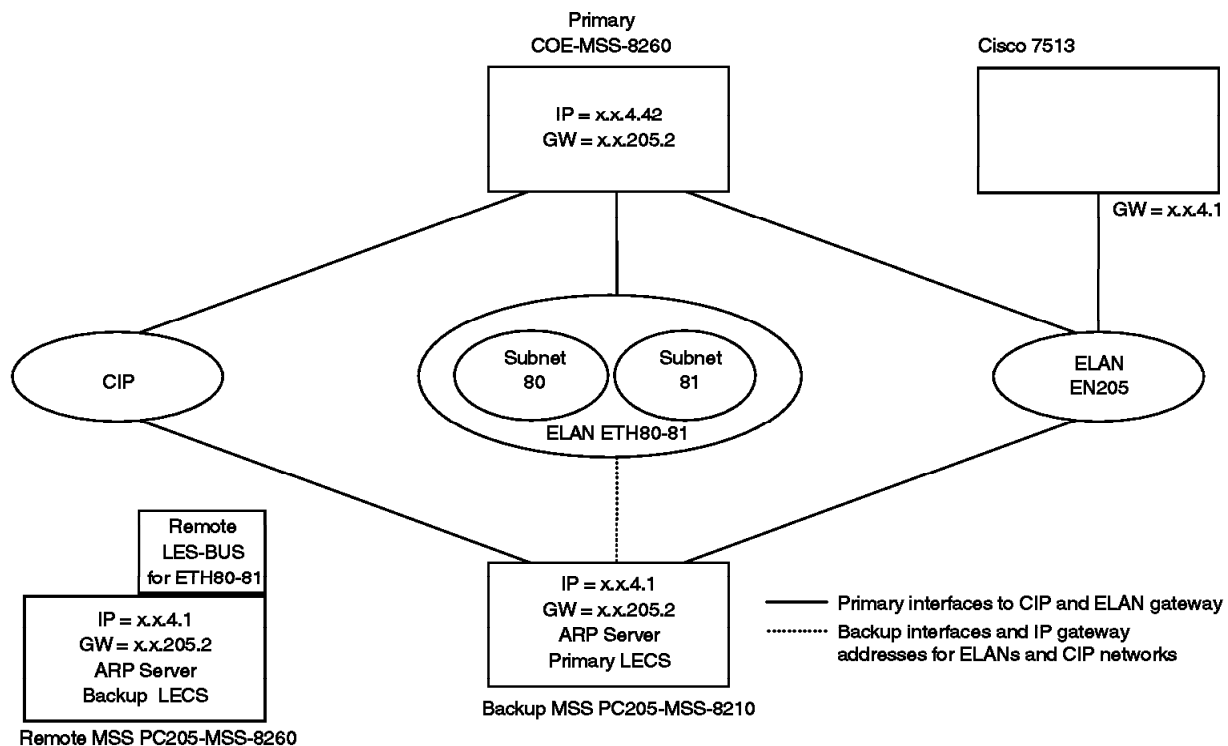 Primary
COE-MSS-8260
IP = x.x.4.42
GW = x.x.205.2
Cisco 7513
GW = x.x.4.1
CIP
Subnet
80
Subnet
81
ELAN ETH80-81
ELAN
EN205
Remote
LES-BUS
for ETH80-81
IP = x.x.4.1
GW = x.x.205.2
ARP Server
Backup LECS
Remote MSS PC205-MSS-8260
IP = x.x.4.1
GW = x.x.205.2
ARP Server
Primary LECS
Backup MSS PC205-MSS-8210
Primary interfaces to CIP and ELAN gateway
Backup interfaces and IP gateway
addresses for ELANs and CIP networks